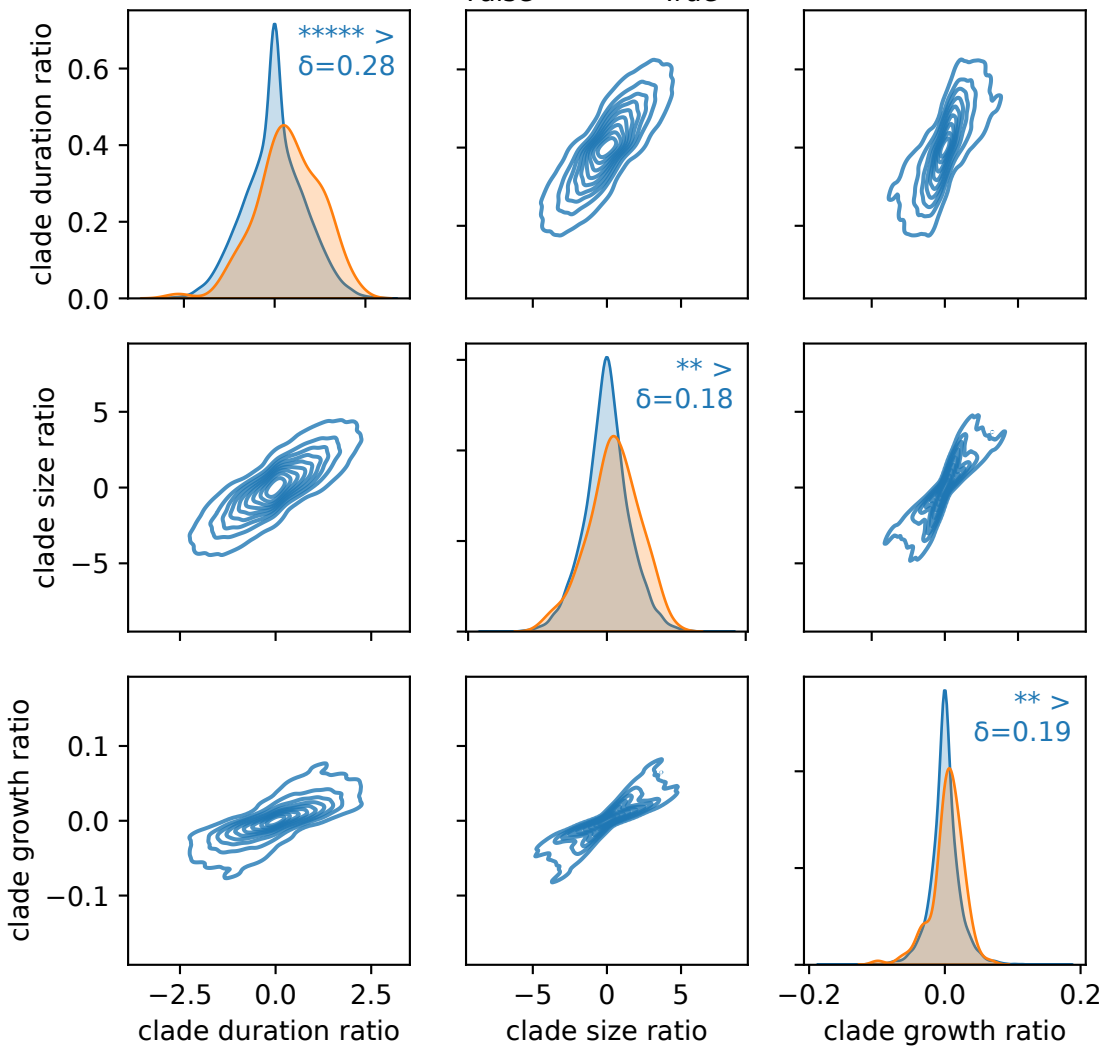 ***** >
δ=0.28
clade duration ratio
0.6
0.4
0.2
0.0
** >
δ=0.18
clade size ratio
5
0
−5
** >
δ=0.19
clade growth ratio
0.1
0.0
−0.1
−2.5 0.0 2.5 −5 0 5 −0.2 0.0 0.2
clade duration ratio clade size ratio clade growth ratio